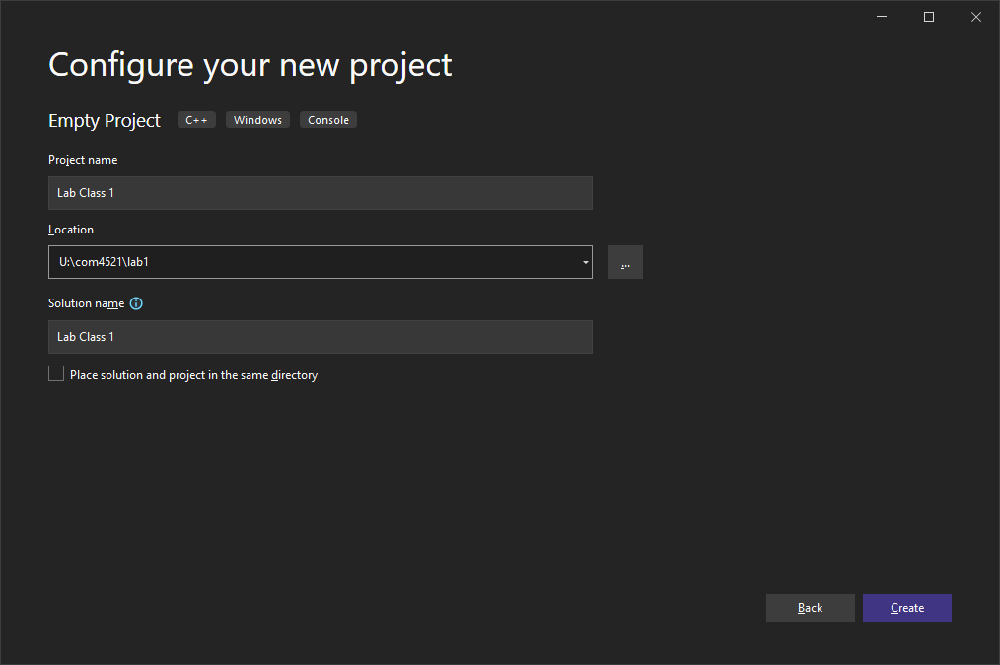 Configure your new project
Empty Project C++ Windows Console
Project name
Lab Class 1
Location
U:\com4521\lab1
...
Solution name
Lab Class 1
Place solution and project in the same directory
Back Create